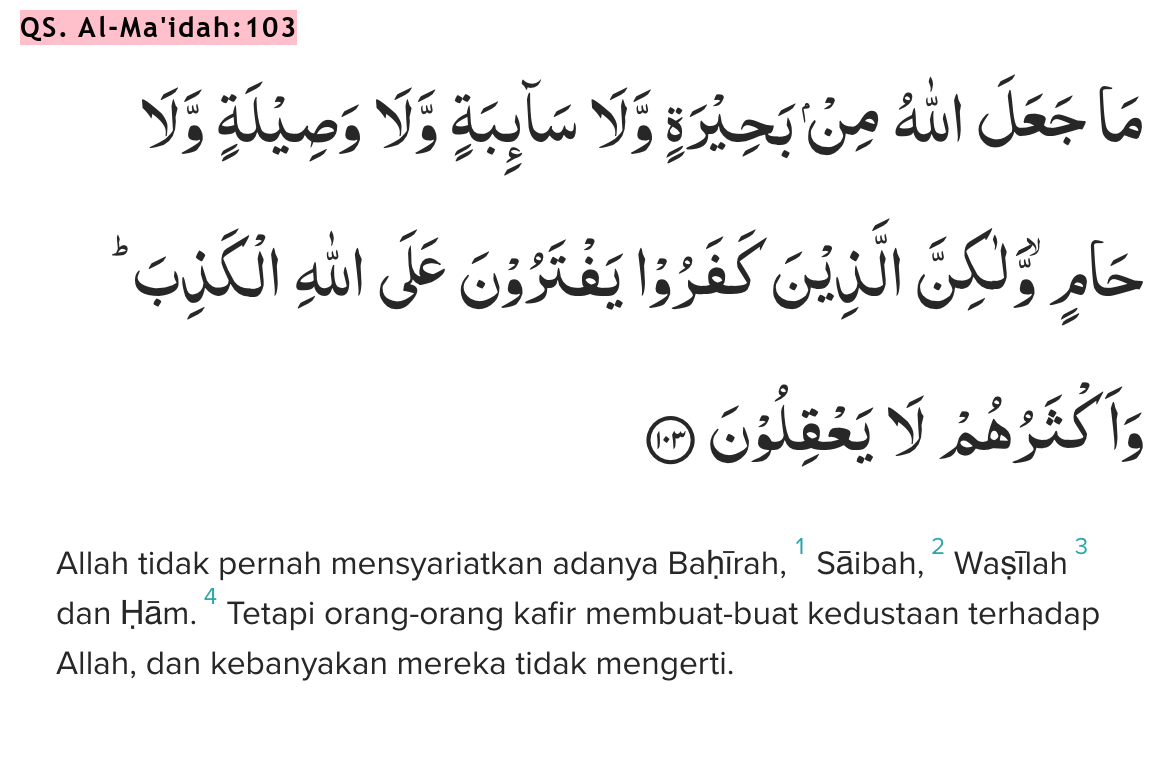 QS. Al-Ma'idah:103
مَا جَعَلَ اللّٰهُ مِنْۢ بَحِيْرَةٍ وَّلَا سَاۤىِٕبَةٍ وَّلَا وَصِيْلَةٍ وَّلَا
حَامٍ وَّلٰكِنَّ الَّذِيْنَ كَفَرُوْا يَفْتَرُوْنَ عَلَى اللّٰهِ الْكَذِبَۗ
وَاَكْثَرُهُمْ لَا يَعْقِلُوْنَ ١٠٣
Allah tidak pernah mensyariatkan adanya Baḥīrah, 1 Sāibah, 2 Waṣīlah 3
dan Ḥām. 4 Tetapi orang-orang kafir membuat-buat kedustaan terhadap
Allah, dan kebanyakan mereka tidak mengerti.